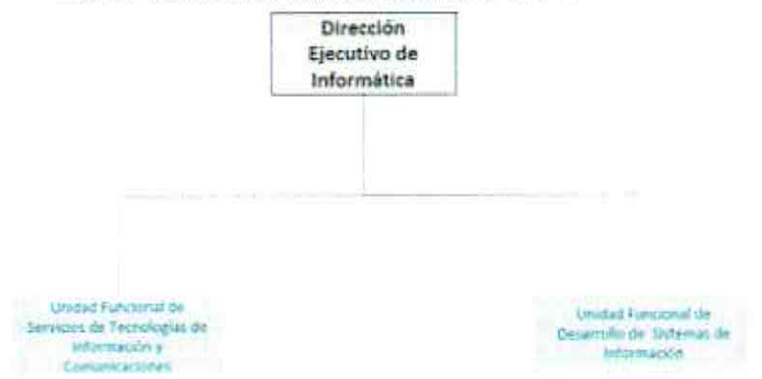 Dirección
Ejecutivo de
Informática
Unidad Funcional de
Servicios de Tecnologías de
Información y
Comunicaciones
Unidad Funcional de
Desarrollo de Sistemas de
Información